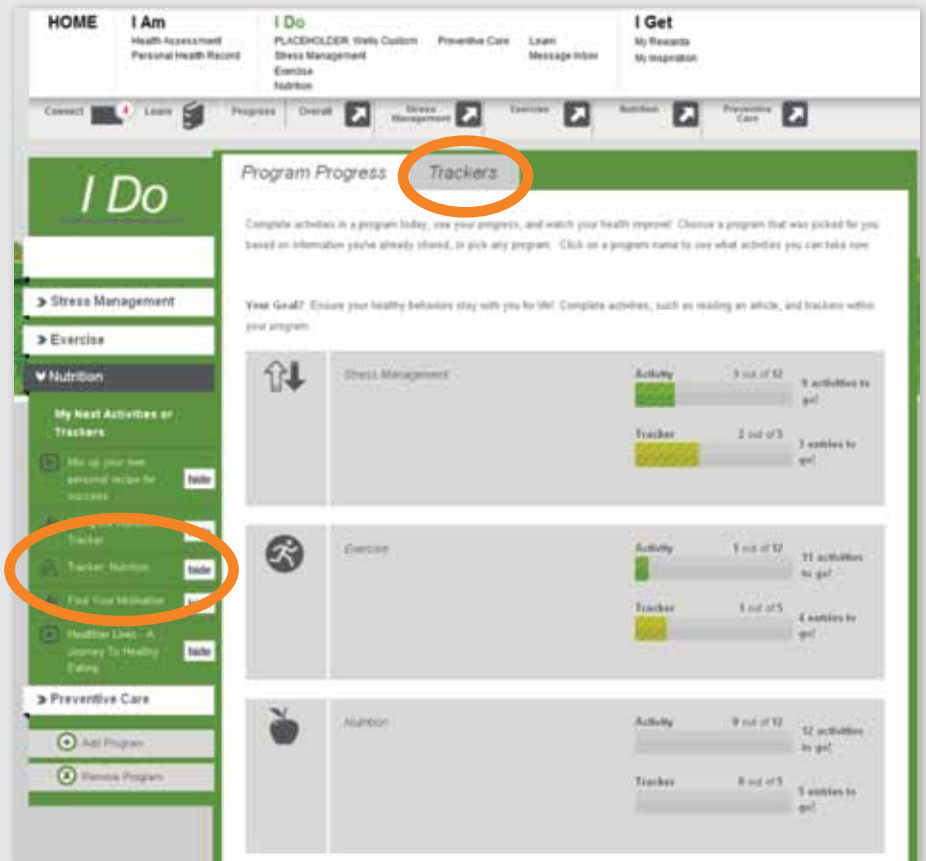 HOME
I Am
Health Assessment
Personal Health Record
I Do
PLACEHOLDER: Wells Custom
Stress Management
Exercise
Nutrition
Preventive Care
Learn
Message Inbox
I Get
My Rewards
My Inspiration
Connect 4 Learn Progress Overall Stress Management Exercise Nutrition Preventive Care
I Do
» Stress Management
» Exercise
Nutrition
My Next Activities or
Trackers
Mix up your own
personal recipe for
success
hide
Tracker
Tracker: Nutrition
hide
Find Your Motivation
Healthier Lives - A
Journey To Healthy
Eating
hide
» Preventive Care
Add Program
Remove Program
Program Progress Trackers
Complete activities in a program today, see your progress, and watch your health improve! Choose a program that was picked for you
based on information you've already shared, or pick any program. Click on a program name to see what activities you can take now.
Your Goal? Ensure your healthy behaviors stay with you for life! Complete activities, such as reading an article, and trackers within
your program.
Stress Management
Activity 3 out of 12
9 activities to
go!
Tracker 2 out of 5
3 entries to
go!
Exercise
Activity 1 out of 12
11 activities
to go!
Tracker 1 out of 5
4 entries to
go!
Nutrition
Activity 0 out of 12
12 activities
to go!
Tracker 0 out of 5
5 entries to
go!